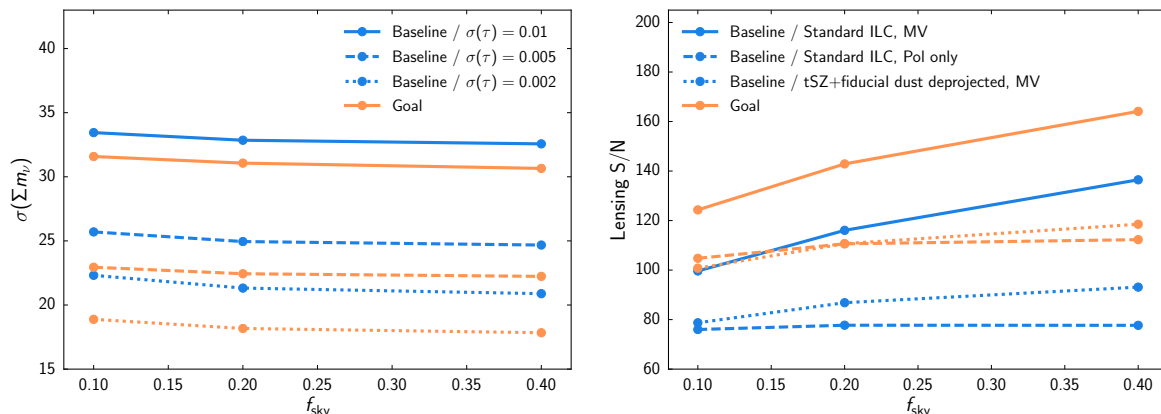 Baseline / σ(τ) = 0.01
Baseline / σ(τ) = 0.005
Baseline / σ(τ) = 0.002
Goal
σ(Σm_ν)
40
35
30
25
20
15
0.10 0.15 0.20 0.25 0.30 0.35 0.40
f_sky
Baseline / Standard ILC, MV
Baseline / Standard ILC, Pol only
Baseline / tSZ+fiducial dust deprojected, MV
Goal
Lensing S/N
200
180
160
140
120
100
80
60
0.10 0.15 0.20 0.25 0.30 0.35 0.40
f_sky